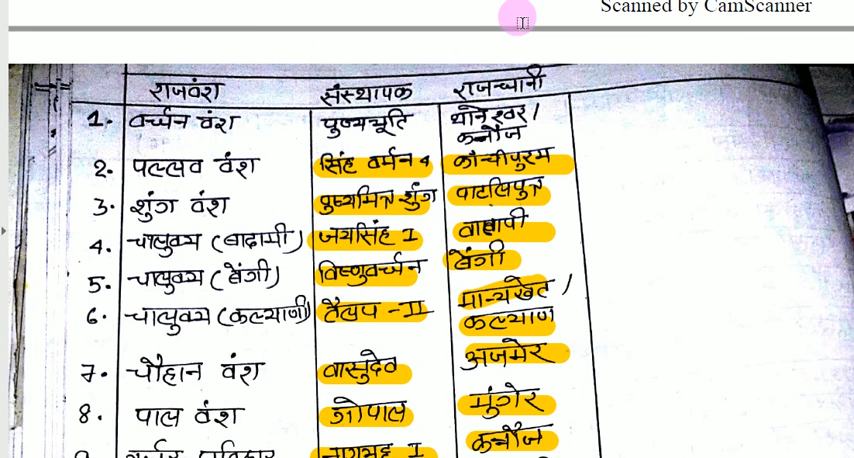 Scanned by CamScanner
राजवंश संस्थापक राजधानी
1. वर्धन वंश पुष्यभूति थानेश्वर / कन्नौज
2. पल्लव वंश सिंह वर्मन 4 काँचीपुरम
3. शुंग वंश पुष्यमित्र शुंग पाटलिपुत्र
4. चालुक्य (बादामी) जयसिंह I वातापी
5. चालुक्य (वेंगी) विष्णुवर्धन वेंगी
6. चालुक्य (कल्याणी) तैलप - II मान्यखेत / कल्याण
7. चौहान वंश वासुदेव अजमेर
8. पाल वंश गोपाल मुंगेर
नागभट्ट I कन्नौज